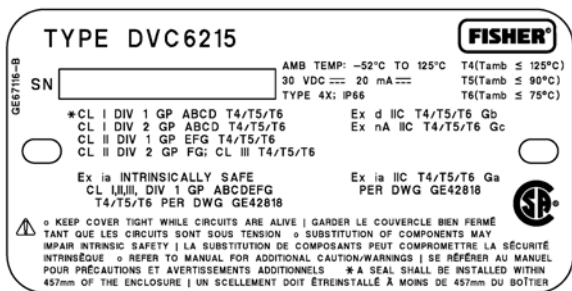 TYPE DVC6215
FISHER®
GE67116-B
SN
AMB TEMP: -52°C TO 125°C T4(Tamb ≤ 125°C)
30 VDC ⎓ 20 mA⎓ T5(Tamb ≤ 90°C)
TYPE 4X; IP66 T6(Tamb ≤ 75°C)
*CL I DIV 1 GP ABCD T4/T5/T6 Ex d IIC T4/T5/T6 Gb
CL I DIV 2 GP ABCD T4/T5/T6 Ex nA IIC T4/T5/T6 Gc
CL II DIV 1 GP EFG T4/T5/T6
CL II DIV 2 GP FG; CL III T4/T5/T6
Ex ia INTRINSICALLY SAFE Ex ia IIC T4/T5/T6 Ga
CL I,II,III, DIV 1 GP ABCDEFG PER DWG GE42818
T4/T5/T6 PER DWG GE42818
SA®
o KEEP COVER TIGHT WHILE CIRCUITS ARE ALIVE | GARDER LE COUVERCLE BIEN FERMÉ
TANT QUE LES CIRCUITS SONT SOUS TENSION o SUBSTITUTION OF COMPONENTS MAY
IMPAIR INTRINSIC SAFETY | LA SUBSTITUTION DE COMPOSANTS PEUT COMPROMETTRE LA SÉCURITÉ
INTRINSÈQUE o REFER TO MANUAL FOR ADDITIONAL CAUTION/WARNINGS | SE RÉFÉRER AU MANUEL
POUR PRÉCAUTIONS ET AVERTISSEMENTS ADDITIONNELS * A SEAL SHALL BE INSTALLED WITHIN
457mm OF THE ENCLOSURE | UN SCELLEMENT DOIT ÊTREINSTALLÉ À MOINS DE 457mm DU BOÎTIER